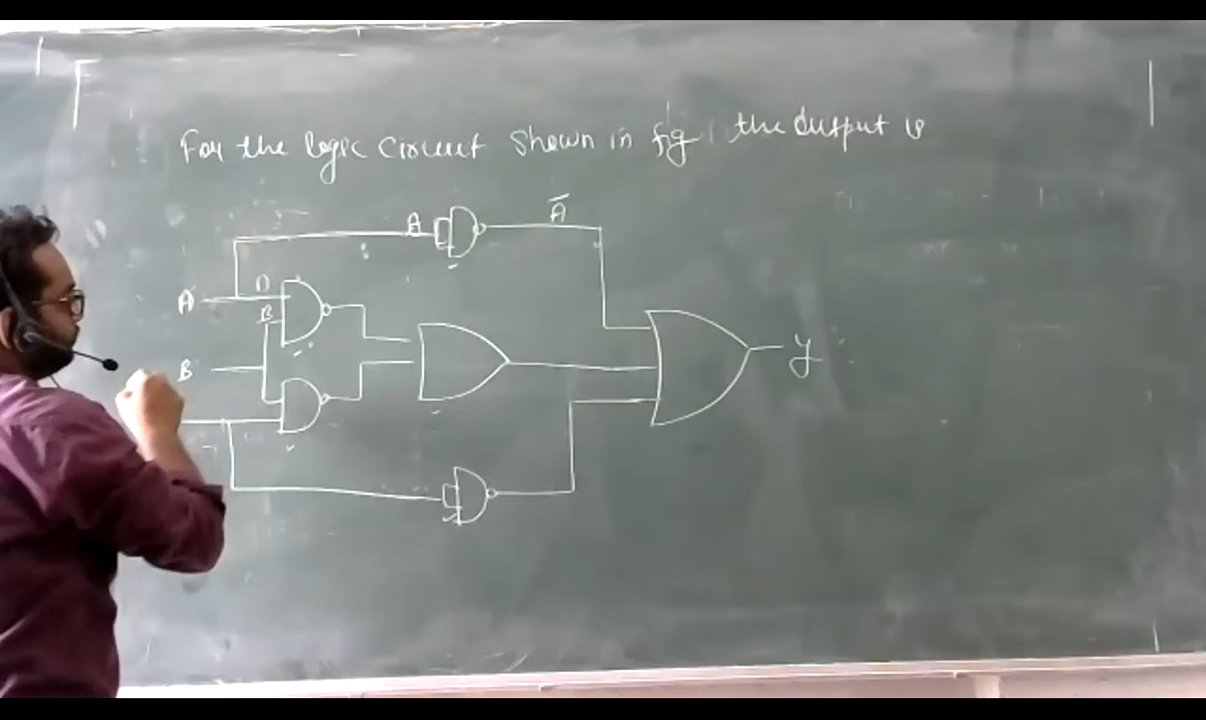 For the logic circuit shown in fig, the output is
A
Ā
A
B
B
y